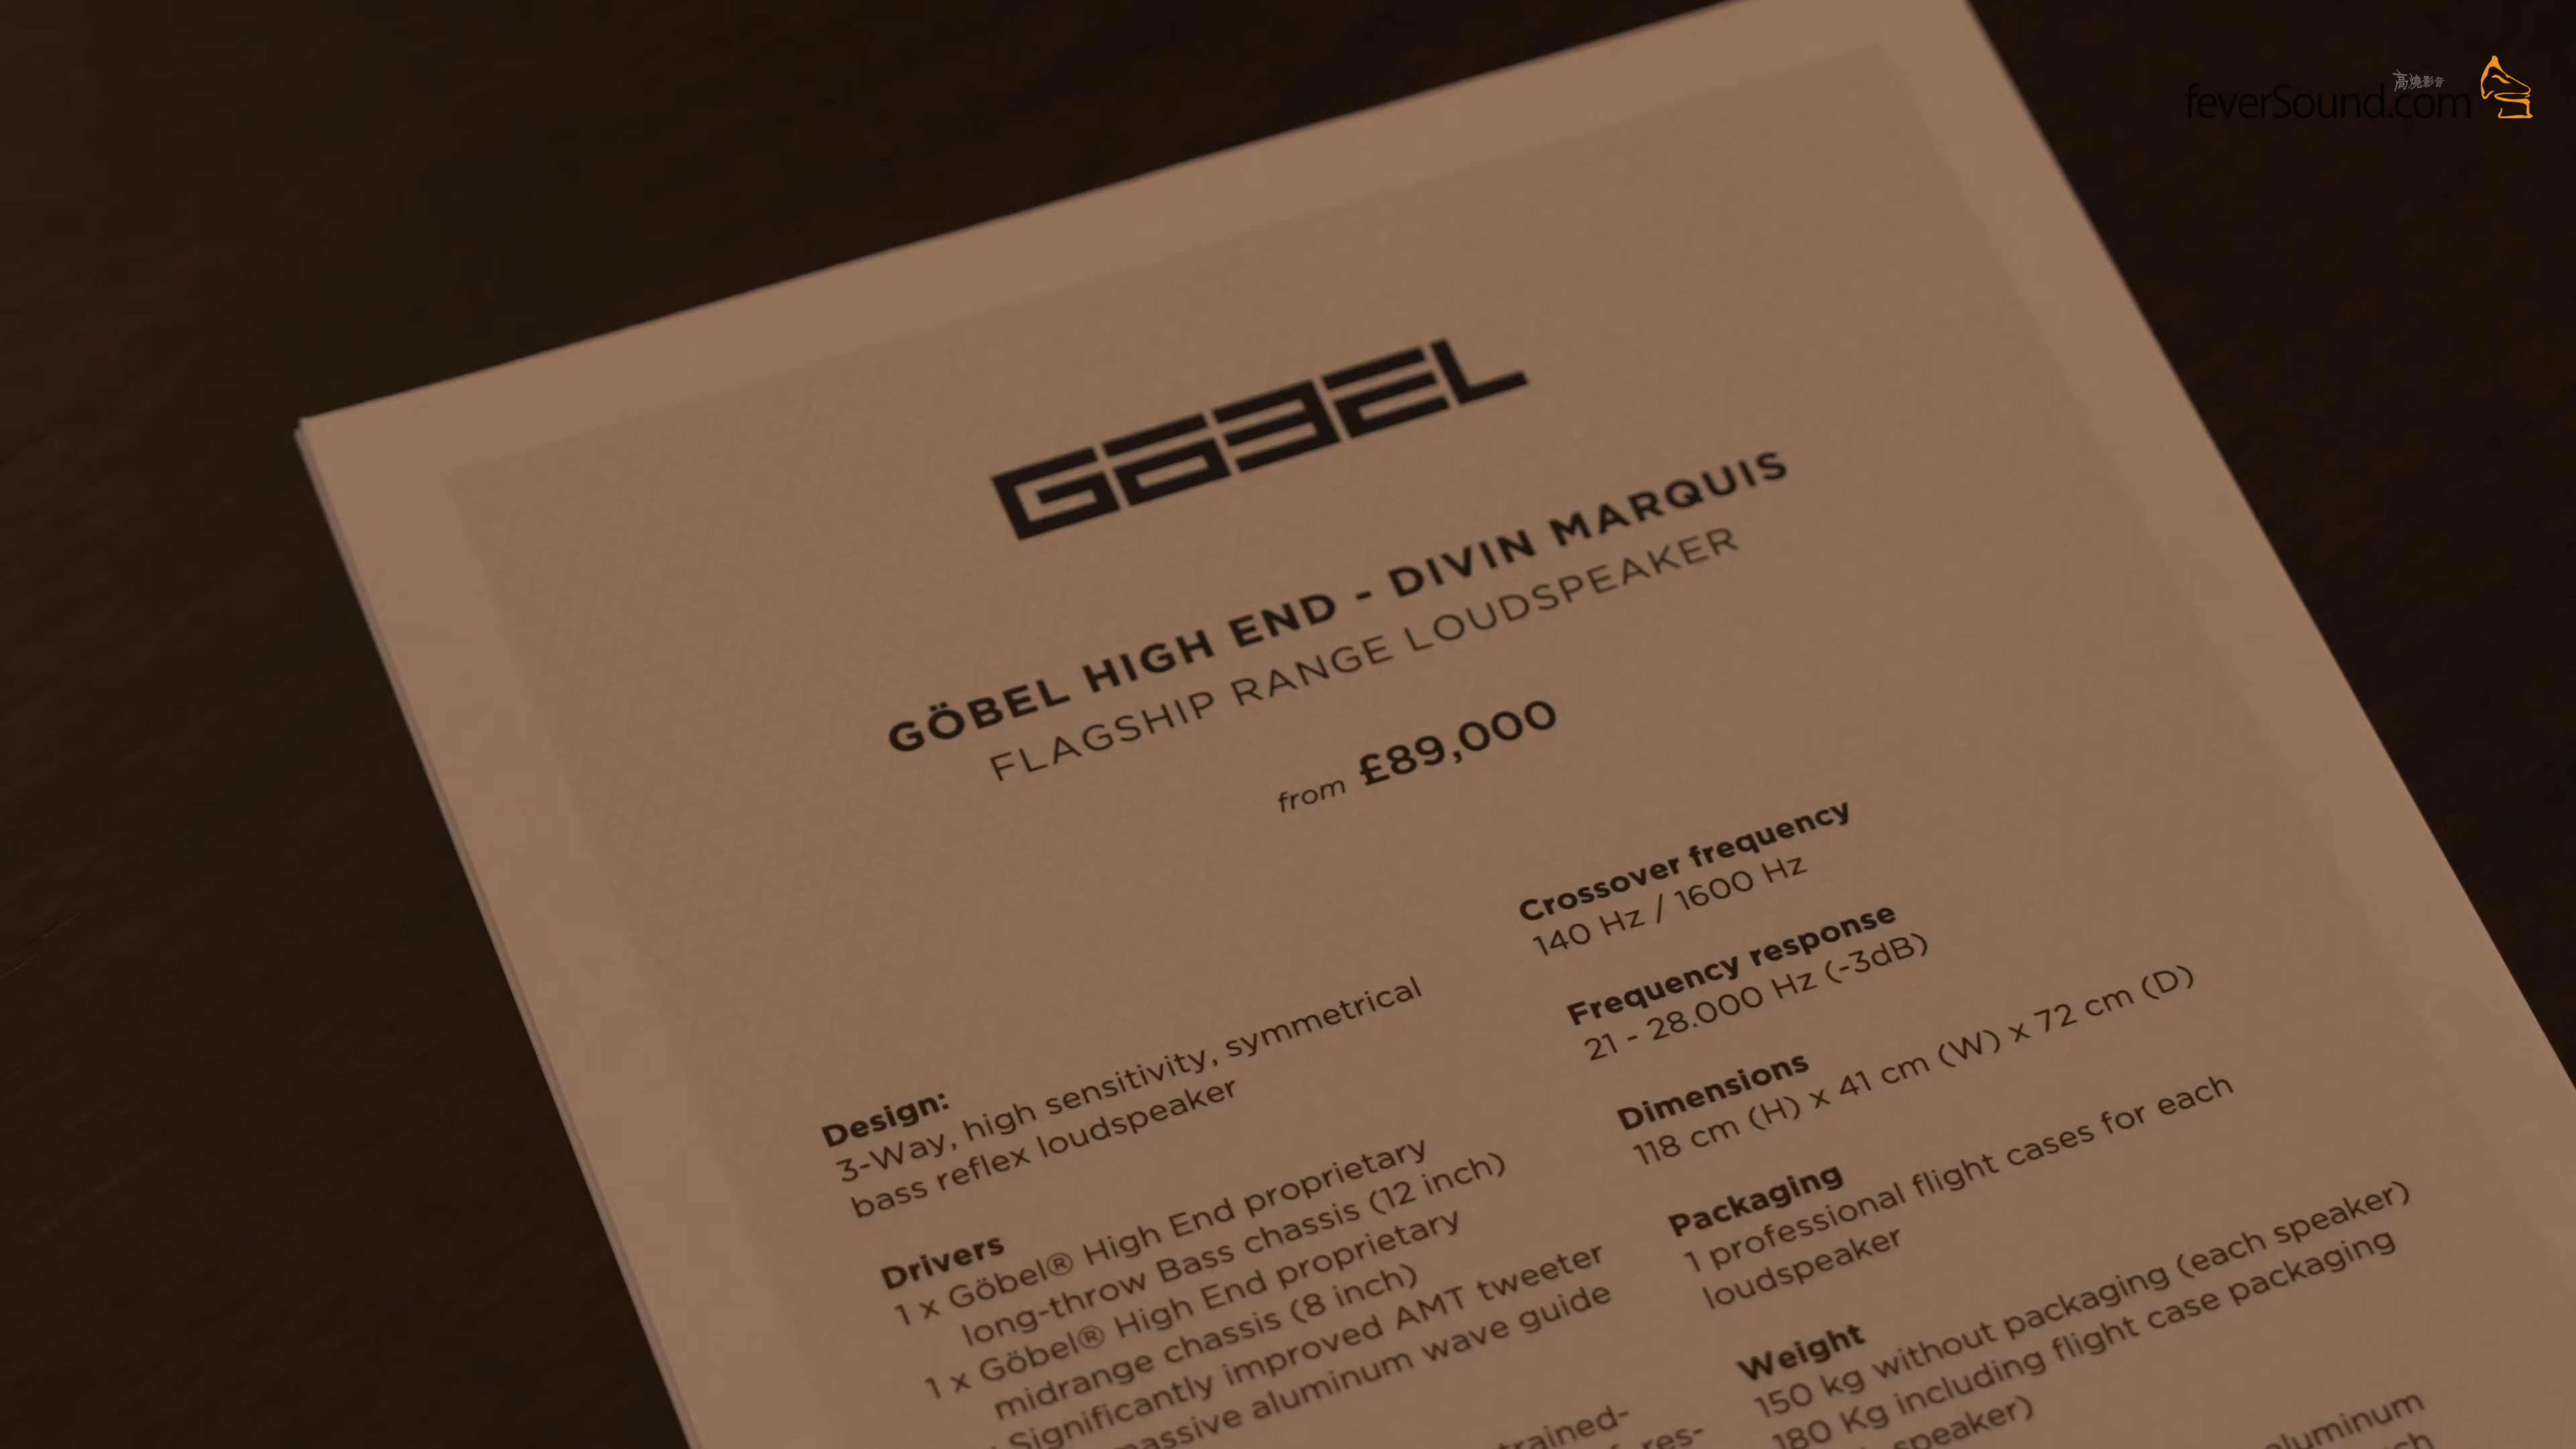 高燒影音
feverSound.com
GÖBEL
GÖBEL HIGH END - DIVIN MARQUIS
FLAGSHIP RANGE LOUDSPEAKER
from £89,000
Design:
3-Way, high sensitivity, symmetrical
bass reflex loudspeaker
Drivers
1 x Göbel® High End proprietary
long-throw Bass chassis (12 inch)
1 x Göbel® High End proprietary
midrange chassis (8 inch)
Significantly improved AMT tweeter
aluminum wave guide
Crossover frequency
140 Hz / 1600 Hz
Frequency response
21 - 28.000 Hz (-3dB)
Dimensions
118 cm (H) x 41 cm (W) x 72 cm (D)
Packaging
1 professional flight cases for each
loudspeaker
Weight
150 kg without packaging (each speaker)
180 Kg including flight case packaging
speaker)